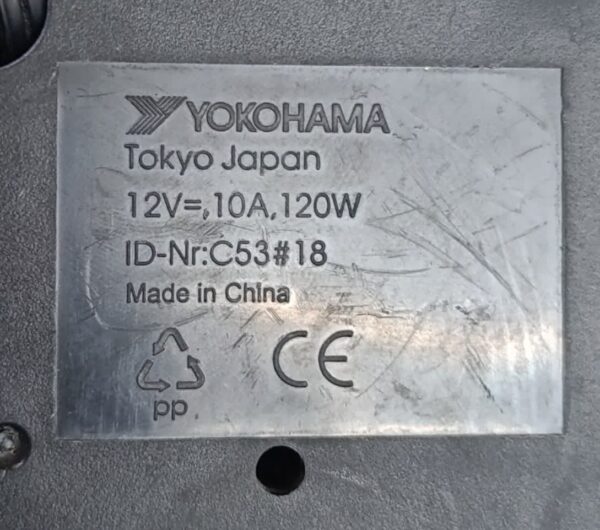 YOKOHAMA
Tokyo Japan
12V=,10A,120W
ID-Nr:C53#18
Made in China
CE
PP